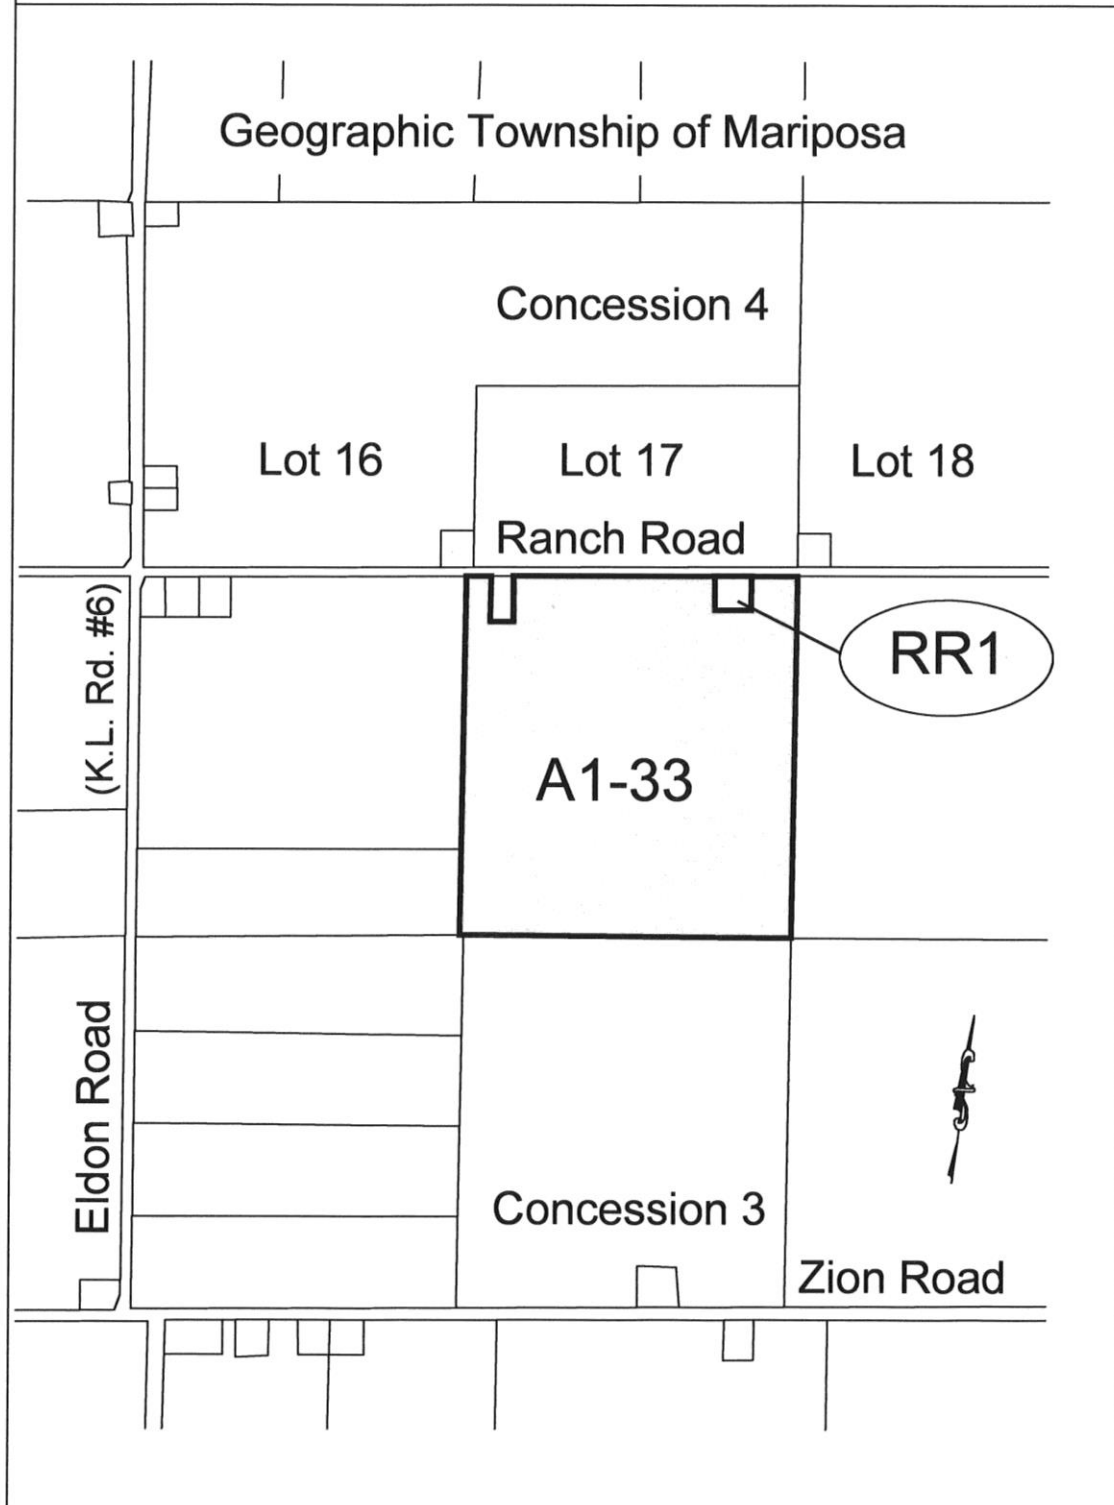 Geographic Township of Mariposa
Concession 4
Lot 16
Lot 17
Lot 18
Ranch Road
(K.L. Rd. #6)
RR1
A1-33
Eldon Road
Concession 3
Zion Road